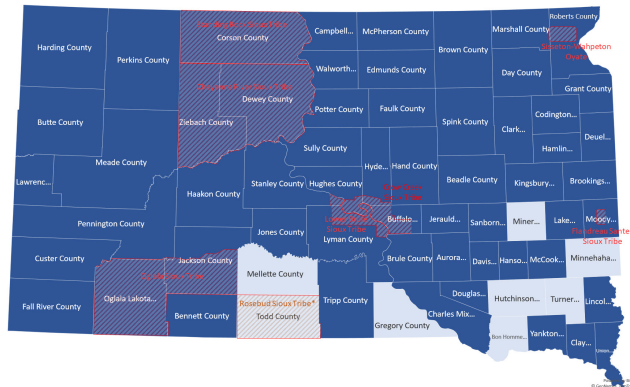 Roberts County
Campbell...
McPherson County
Marshall County
Corson County
Harding County
Perkins County
Brown County
Sisseton-Wahpeton
Oyate
Walworth...
Edmunds County
Day County
Grant County
Dewey County
Potter County
Faulk County
Butte County
Ziebach County
Spink County
Codington...
Clark...
Deuel...
Sully County
Hamlin...
Meade County
Hyde...
Hand County
Lawrenc...
Haakon County
Stanley County
Hughes County
Beadle County
Kingsbury...
Brookings...
Pennington County
Buffalo...
Jerauld...
Sanborn...
Miner...
Lake...
Moody...
Sioux Tribe
Flandreau Sante
Sioux Tribe
Jones County
Lyman County
Custer County
Jackson County
Brule County
Aurora...
Davis...
Hanso...
McCook...
Minnehaha...
Mellette County
Oglala Lakota...
Fall River County
Rosebud Sioux Tribe*
Todd County
Bennett County
Tripp County
Gregory County
Douglas...
Charles Mix...
Hutchinson...
Turner...
Lincol...
Bon Homme...
Yankton...
Clay...